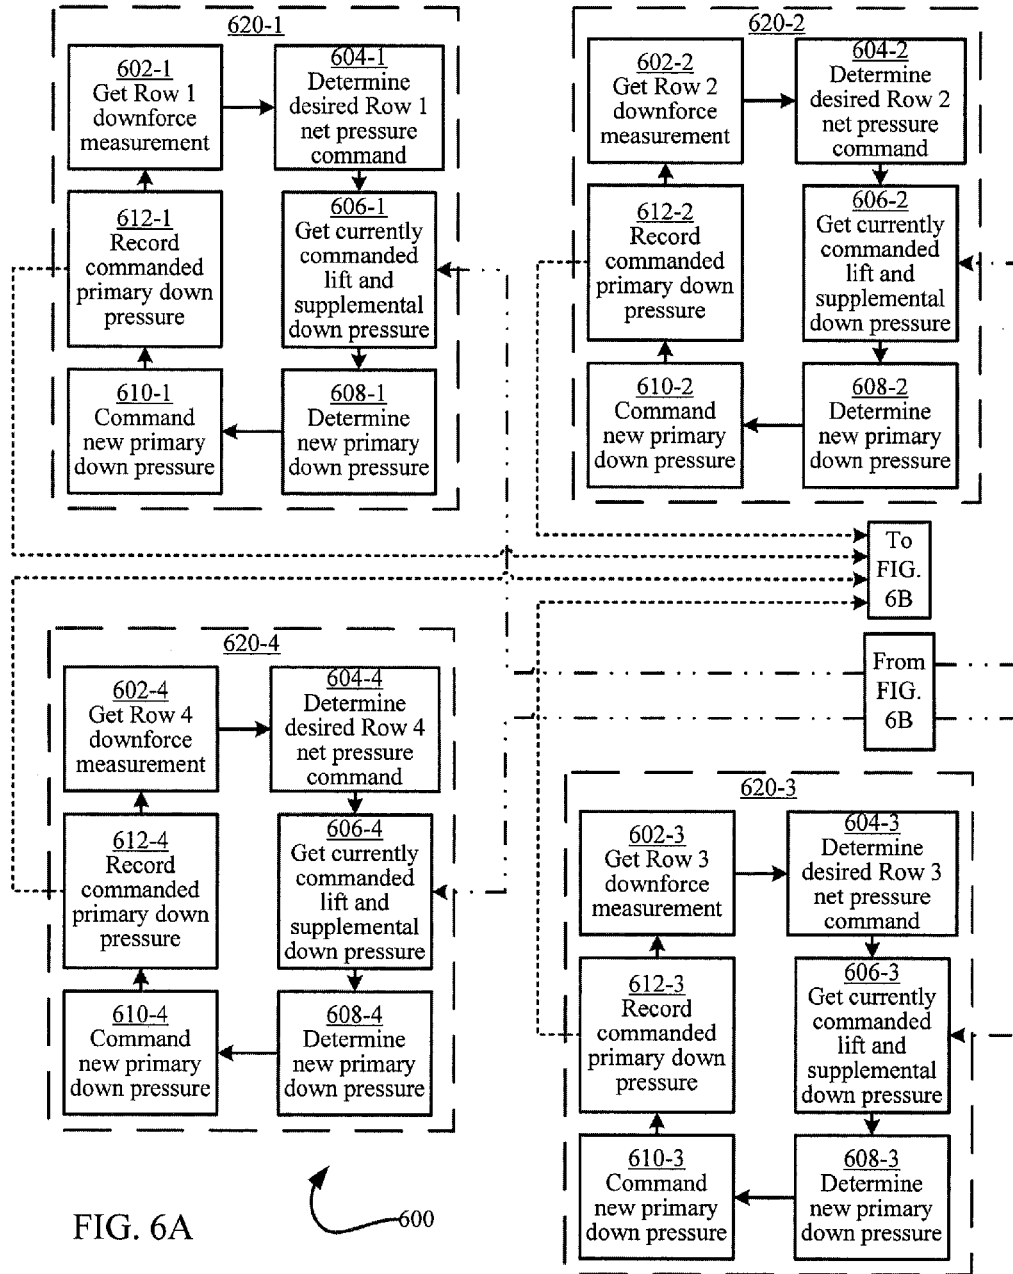 620-1
602-1
Get Row 1
downforce
measurement
604-1
Determine
desired Row 1
net pressure
command
612-1
Record
commanded
primary down
pressure
606-1
Get currently
commanded
lift and
supplemental
down pressure
610-1
Command
new primary
down pressure
608-1
Determine
new primary
down pressure
620-2
602-2
Get Row 2
downforce
measurement
604-2
Determine
desired Row 2
net pressure
command
612-2
Record
commanded
primary down
pressure
606-2
Get currently
commanded
lift and
supplemental
down pressure
610-2
Command
new primary
down pressure
608-2
Determine
new primary
down pressure
To
FIG.
6B
From
FIG.
6B
620-4
602-4
Get Row 4
downforce
measurement
604-4
Determine
desired Row 4
net pressure
command
612-4
Record
commanded
primary down
pressure
606-4
Get currently
commanded
lift and
supplemental
down pressure
610-4
Command
new primary
down pressure
608-4
Determine
new primary
down pressure
620-3
602-3
Get Row 3
downforce
measurement
604-3
Determine
desired Row 3
net pressure
command
612-3
Record
commanded
primary down
pressure
606-3
Get currently
commanded
lift and
supplemental
down pressure
610-3
Command
new primary
down pressure
608-3
Determine
new primary
down pressure
FIG. 6A
600